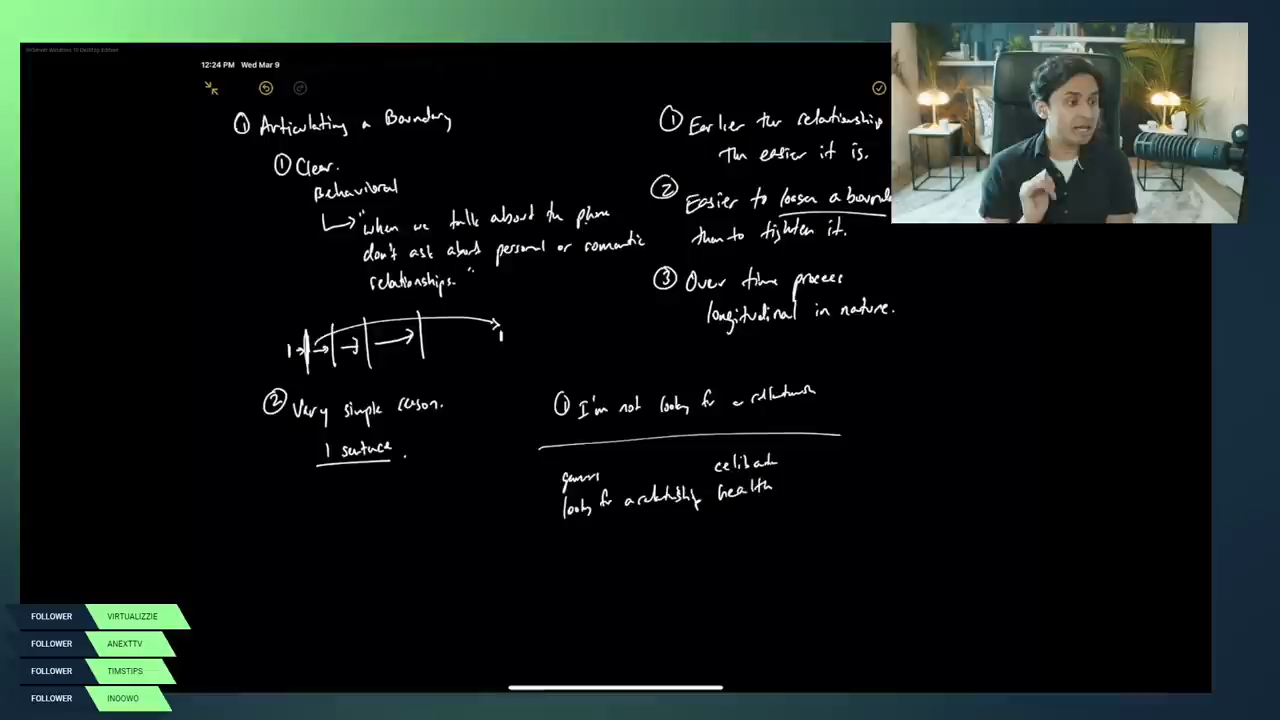 12:24 PM Wed Mar 9
① Articulating a Boundary
① Clear.
Behavioral
"when we talk about the phone
don't ask about personal or romantic
relationships."
② Very simple reason.
1 sentence.
① Earlier the relationship
The easier it is.
② Easier to loosen a bound
than to tighten it.
③ Over time process
longitudinal in nature.
① I'm not looking for a relationship
celibate
looking for a relationship health
FOLLOWER VIRTUALIZZIE
FOLLOWER ANEXTTV
FOLLOWER TIMSTIPS
FOLLOWER INOOWO